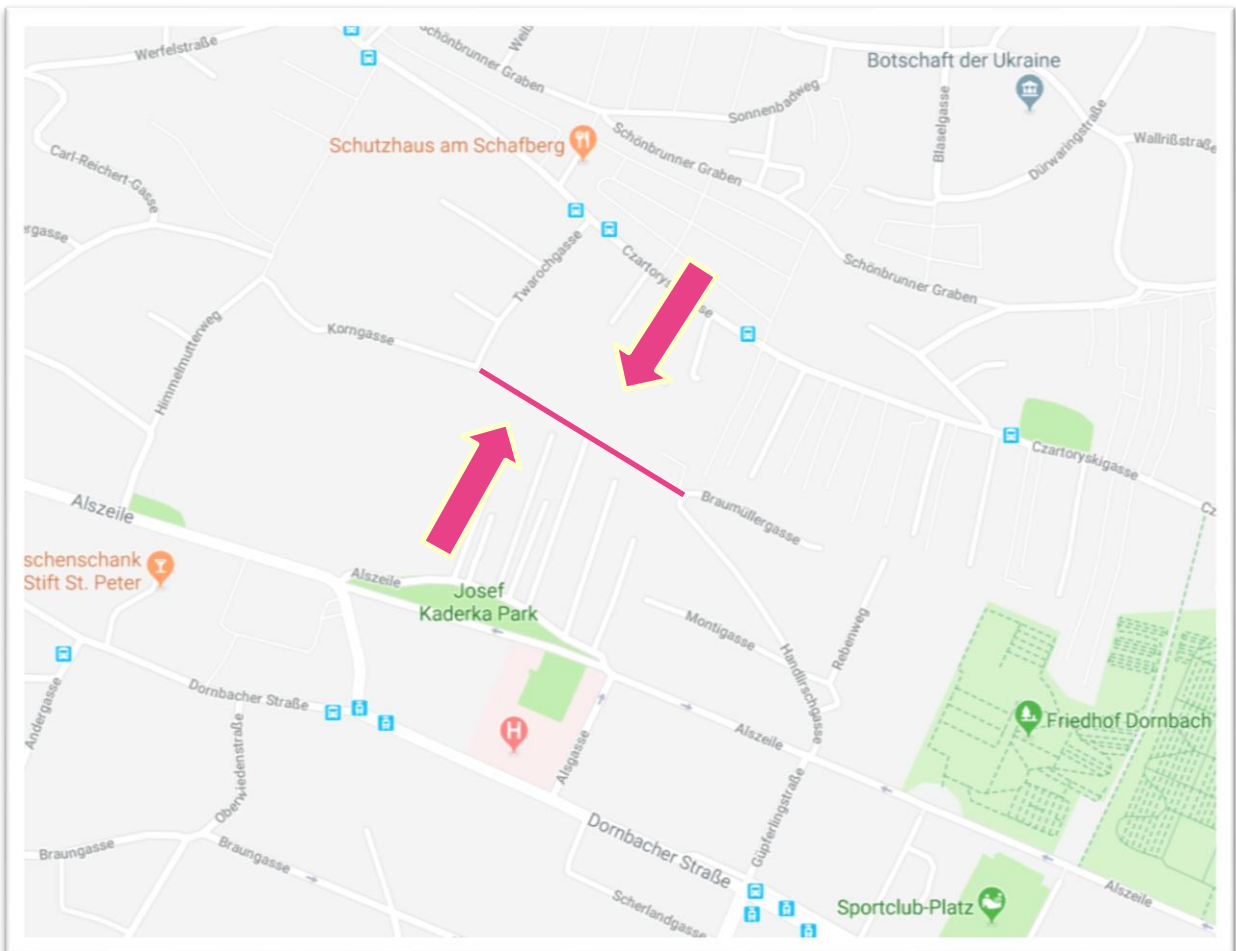 Werfelstraße
Schönbrunner Graben
Botschaft der Ukraine
Sonnenbadweg
Blaselgasse
Dürwaringstraße
Schutzhaus am Schafberg
Schönbrunner Graben
Carl-Reichert-Gasse
Twarochgasse
Schönbrunner Graben
Korngasse
Himmelmutterweg
Czartoryskigasse
Alszeile
Braumüllergasse
Stift St. Peter
Alszeile
Josef
Kaderka Park
Montigasse
Rebenweg
Handlirschgasse
Dornbacher Straße
Andergasse
Friedhof Dornbach
H
Alszeile
Oberwiedenstraße
Alsgasse
Güpferlingstraße
Dornbacher Straße
Braungasse
Braungasse
Scherlandgasse
Sportclub-Platz
Alszeile